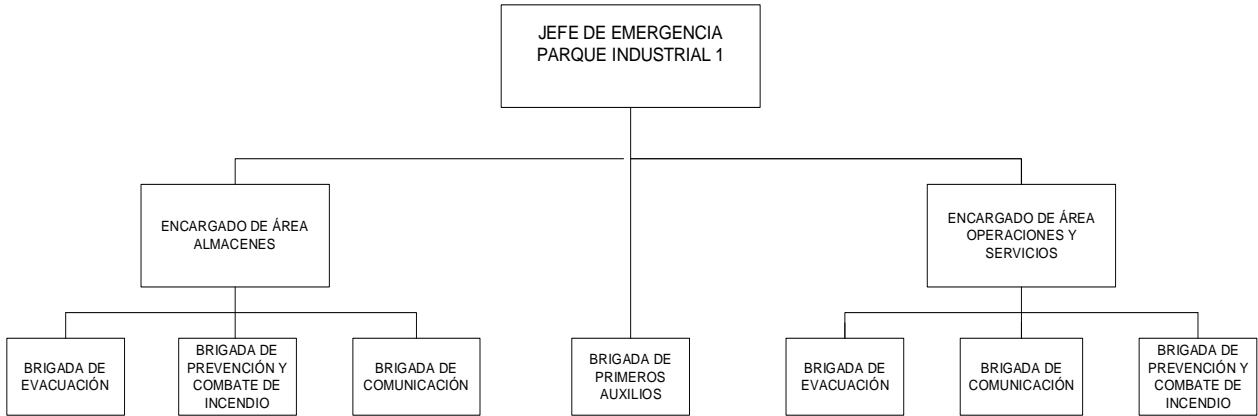 JEFE DE EMERGENCIA
PARQUE INDUSTRIAL 1
ENCARGADO DE ÁREA
ALMACENES
ENCARGADO DE ÁREA
OPERACIONES Y
SERVICIOS
BRIGADA DE
EVACUACIÓN
BRIGADA DE
PREVENCIÓN Y
COMBATE DE
INCENDIO
BRIGADA DE
COMUNICACIÓN
BRIGADA DE
PRIMEROS
AUXILIOS
BRIGADA DE
EVACUACIÓN
BRIGADA DE
COMUNICACIÓN
BRIGADA DE
PREVENCIÓN Y
COMBATE DE
INCENDIO